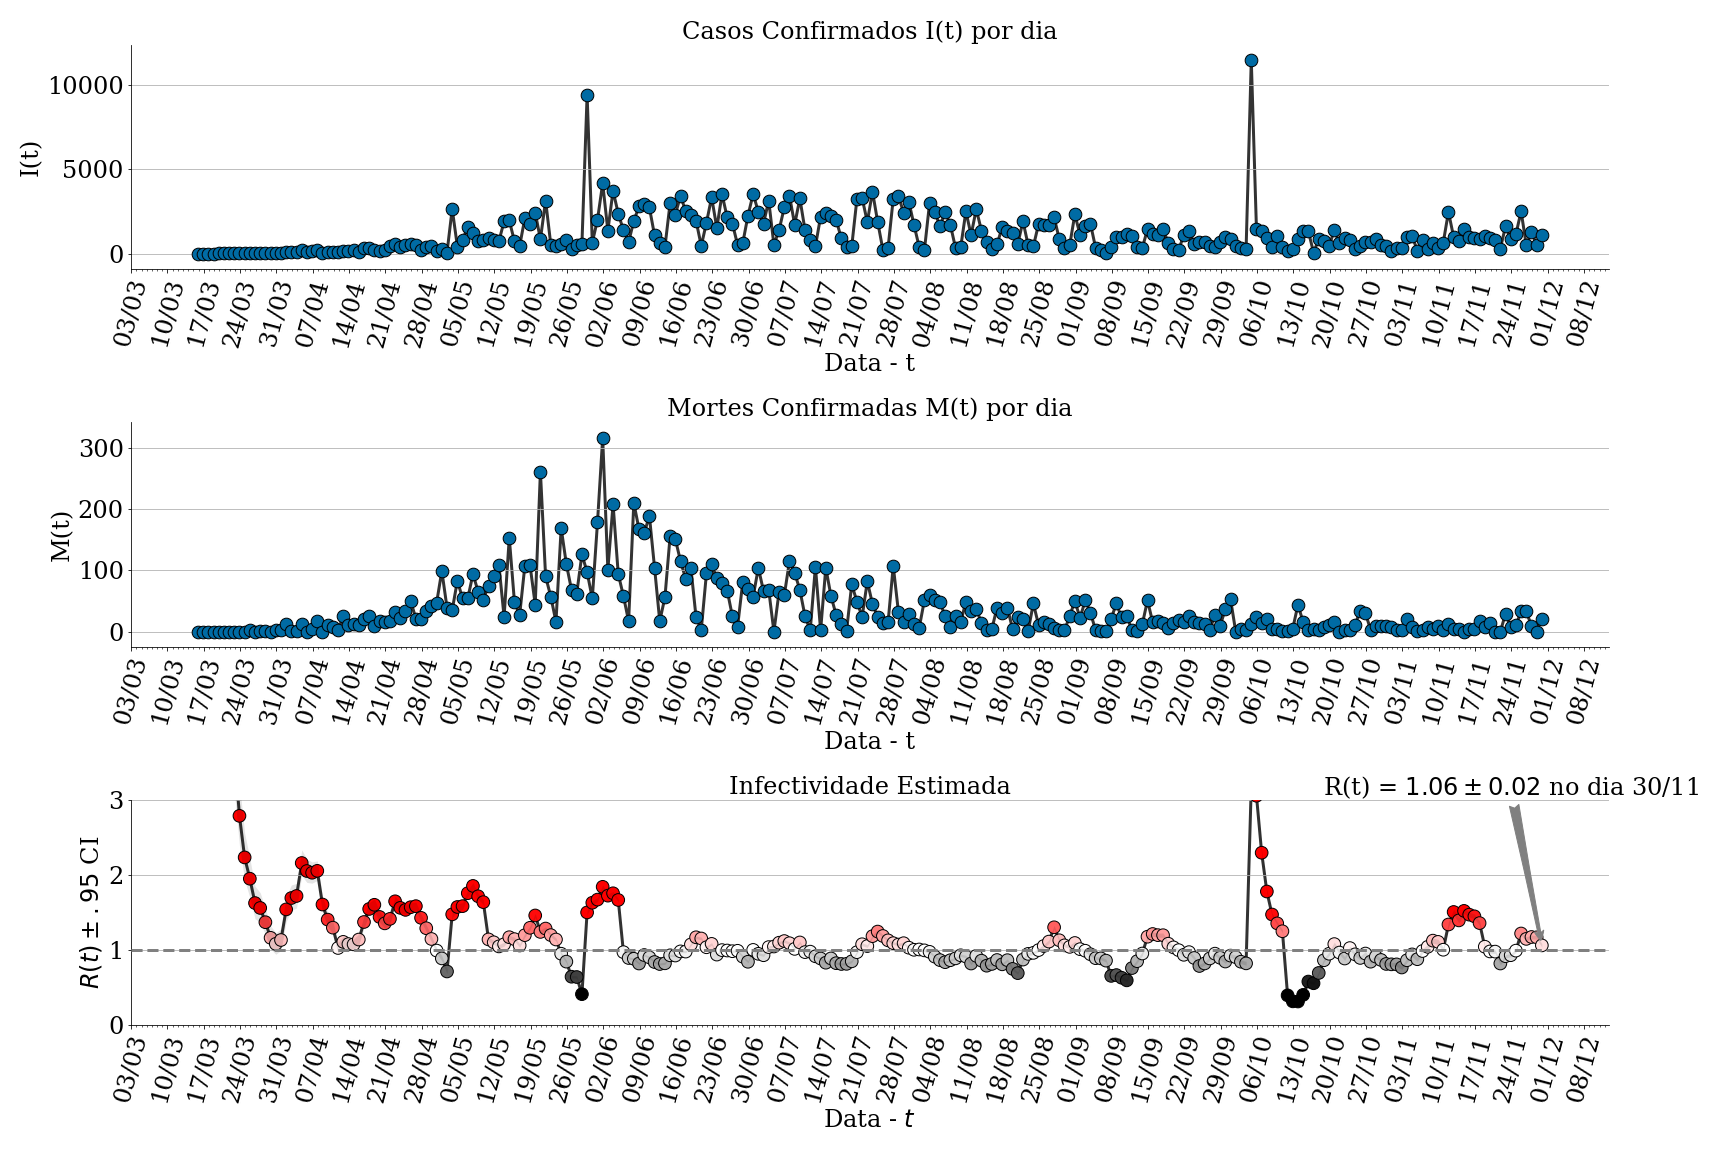 Casos Confirmados I(t) por dia
I(t)
10000
5000
0
03/03 10/03 17/03 24/03 31/03 07/04 14/04 21/04 28/04 05/05 12/05 19/05 26/05 02/06 09/06 16/06 23/06 30/06 07/07 14/07 21/07 28/07 04/08 11/08 18/08 25/08 01/09 08/09 15/09 22/09 29/09 06/10 13/10 20/10 27/10 03/11 10/11 17/11 24/11 01/12 08/12
Data - t
Mortes Confirmadas M(t) por dia
M(t)
300
200
100
0
03/03 10/03 17/03 24/03 31/03 07/04 14/04 21/04 28/04 05/05 12/05 19/05 26/05 02/06 09/06 16/06 23/06 30/06 07/07 14/07 21/07 28/07 04/08 11/08 18/08 25/08 01/09 08/09 15/09 22/09 29/09 06/10 13/10 20/10 27/10 03/11 10/11 17/11 24/11 01/12 08/12
Data - t
Infectividade Estimada
R(t) = 1.06 ± 0.02 no dia 30/11
R(t) ± .95 CI
3
2
1
0
03/03 10/03 17/03 24/03 31/03 07/04 14/04 21/04 28/04 05/05 12/05 19/05 26/05 02/06 09/06 16/06 23/06 30/06 07/07 14/07 21/07 28/07 04/08 11/08 18/08 25/08 01/09 08/09 15/09 22/09 29/09 06/10 13/10 20/10 27/10 03/11 10/11 17/11 24/11 01/12 08/12
Data - t